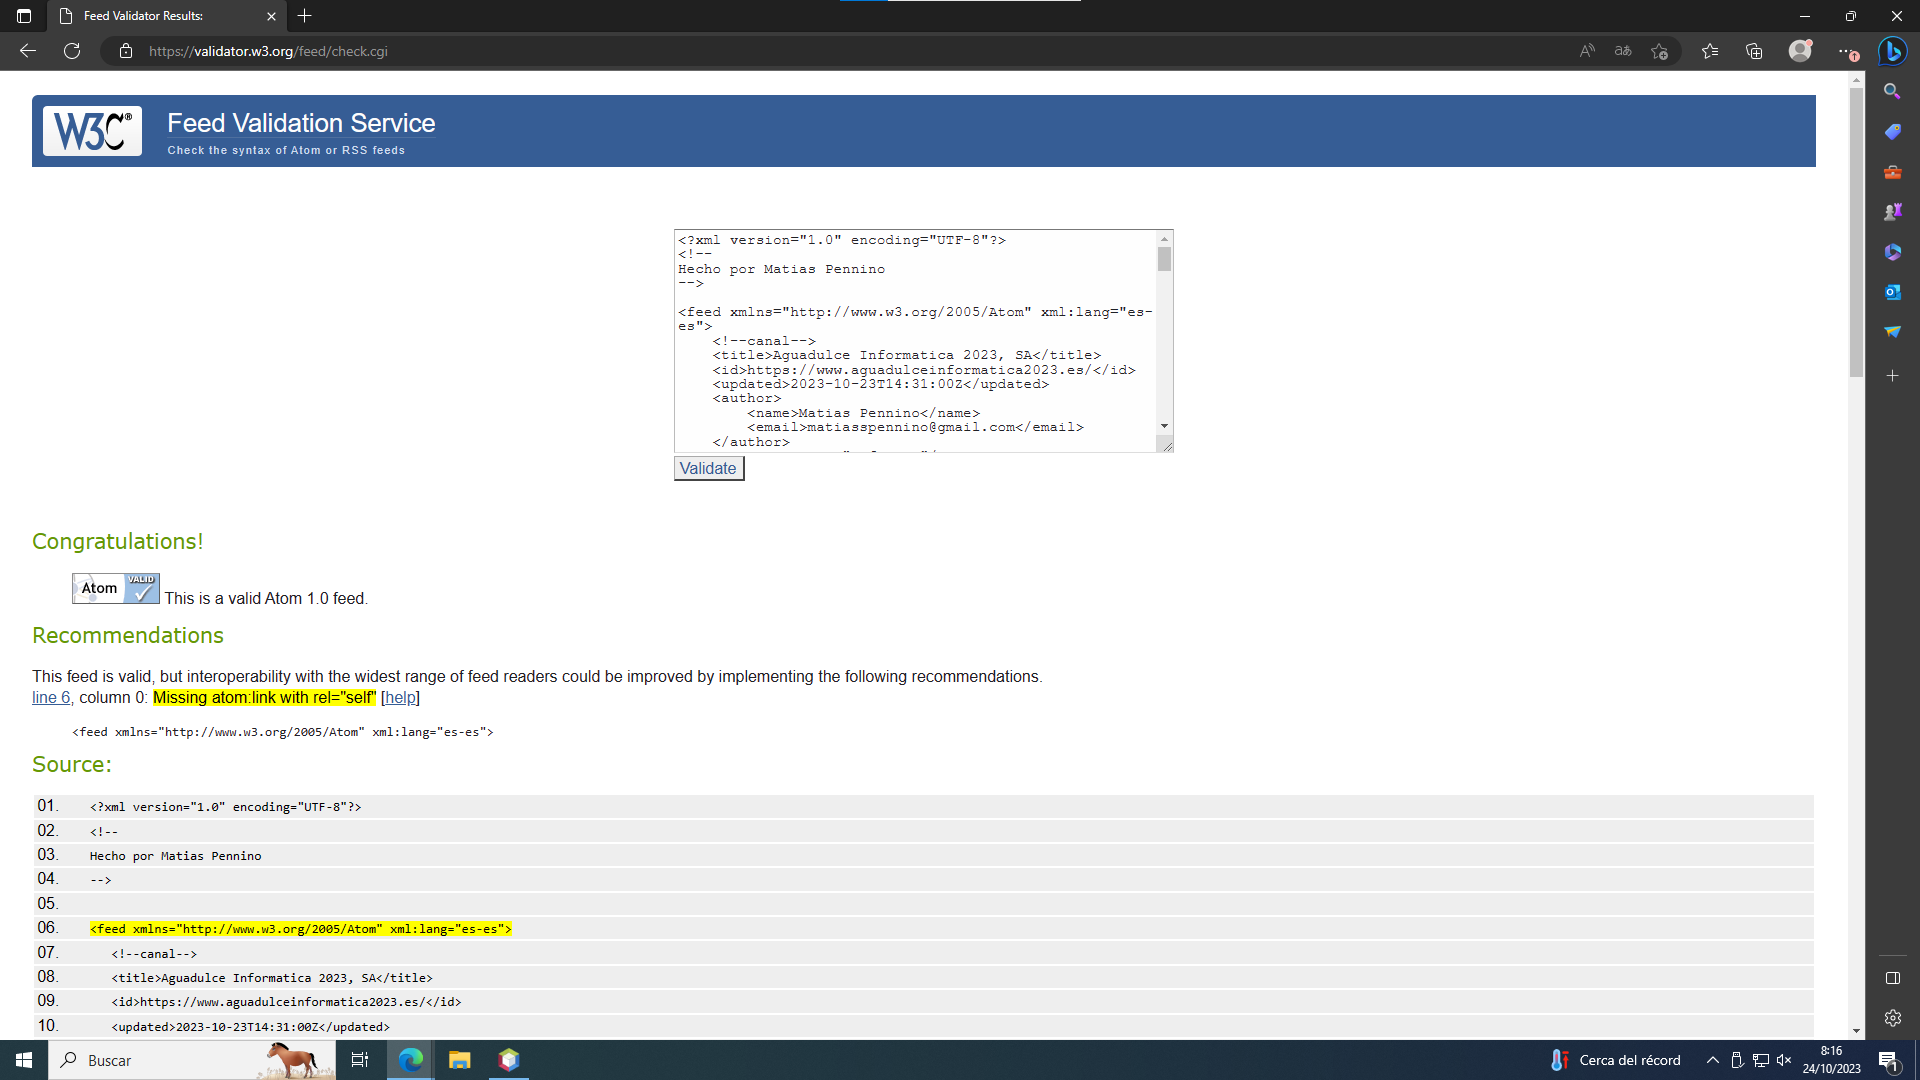 Feed Validator Results:
https://validator.w3.org/feed/check.cgi
W3C®
Feed Validation Service
Check the syntax of Atom or RSS feeds
<?xml version="1.0" encoding="UTF-8"?>
<!--
Hecho por Matias Pennino
-->
<feed xmlns="http://www.w3.org/2005/Atom" xml:lang="es-
es">
<!--canal-->
<title>Aguadulce Informatica 2023, SA</title>
<id>https://www.aguadulceinformatica2023.es/</id>
<updated>2023-10-23T14:31:00Z</updated>
<author>
<name>Matias Pennino</name>
<email>matiasspennino@gmail.com</email>
</author>
Validate
Congratulations!
Atom VALID This is a valid Atom 1.0 feed.
Recommendations
This feed is valid, but interoperability with the widest range of feed readers could be improved by implementing the following recommendations.
line 6, column 0: Missing atom:link with rel="self" [help]
<feed xmlns="http://www.w3.org/2005/Atom" xml:lang="es-es">
Source:
01. <?xml version="1.0" encoding="UTF-8"?>
02. <!--
03. Hecho por Matias Pennino
04. -->
05.
06. <feed xmlns="http://www.w3.org/2005/Atom" xml:lang="es-es">
07. <!--canal-->
08. <title>Aguadulce Informatica 2023, SA</title>
09. <id>https://www.aguadulceinformatica2023.es/</id>
10. <updated>2023-10-23T14:31:00Z</updated>
Buscar
Cerca del récord
8:16
24/10/2023
1